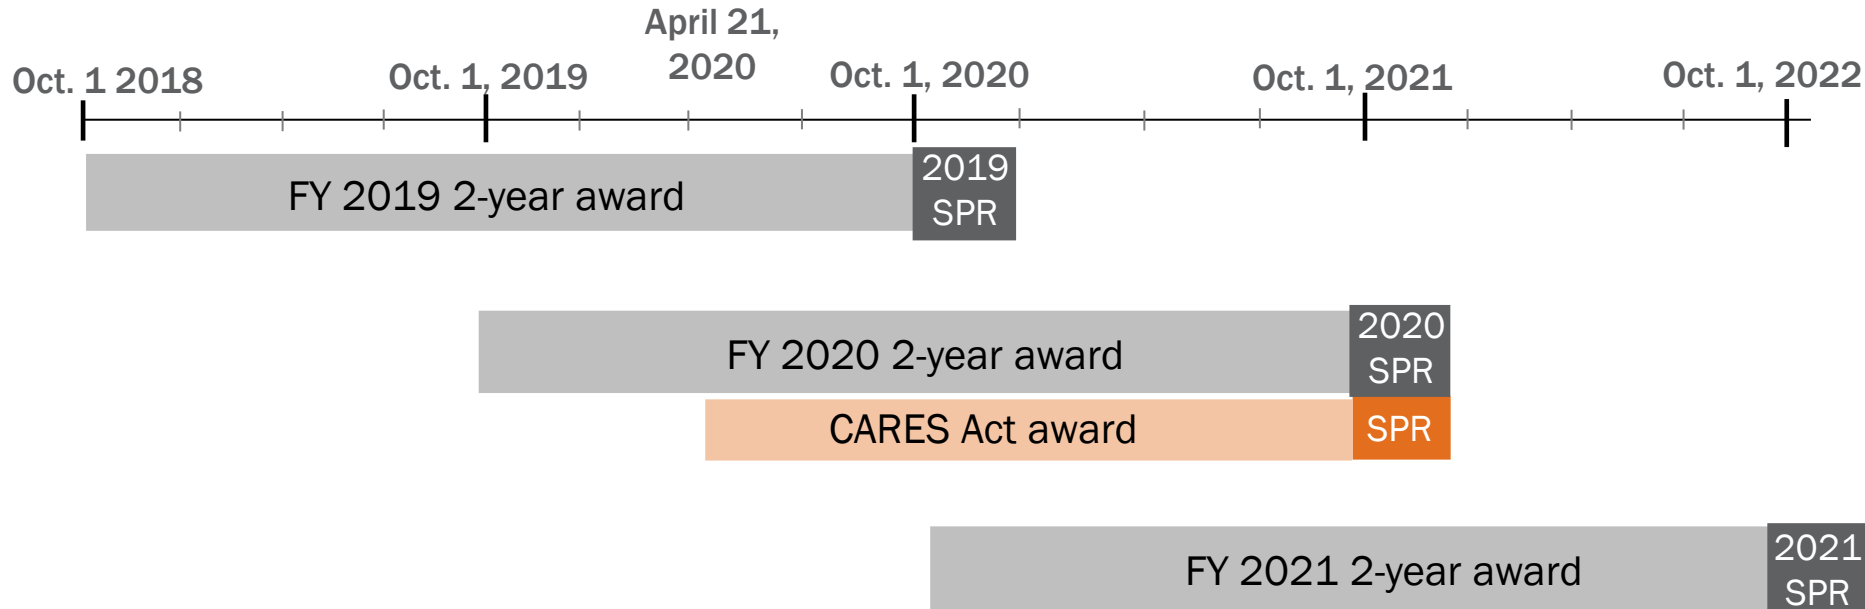 April 21,
2020
Oct. 1 2018
Oct. 1, 2019
Oct. 1, 2020
Oct. 1, 2021
Oct. 1, 2022
FY 2019 2-year award
2019
SPR
FY 2020 2-year award
2020
SPR
CARES Act award
SPR
FY 2021 2-year award
2021
SPR